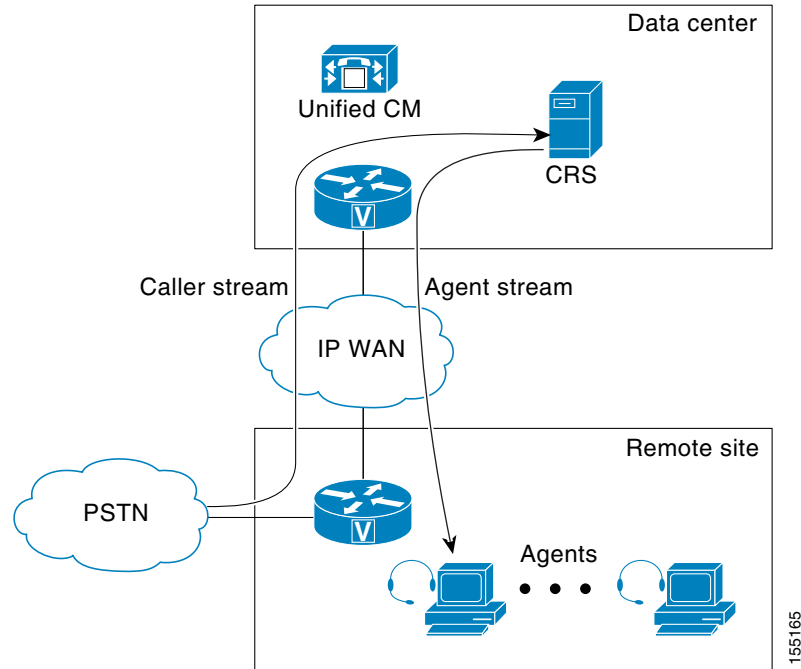 Data center
Unified CM
CRS
V
Caller stream
Agent stream
IP WAN
Remote site
PSTN
V
Agents
155165